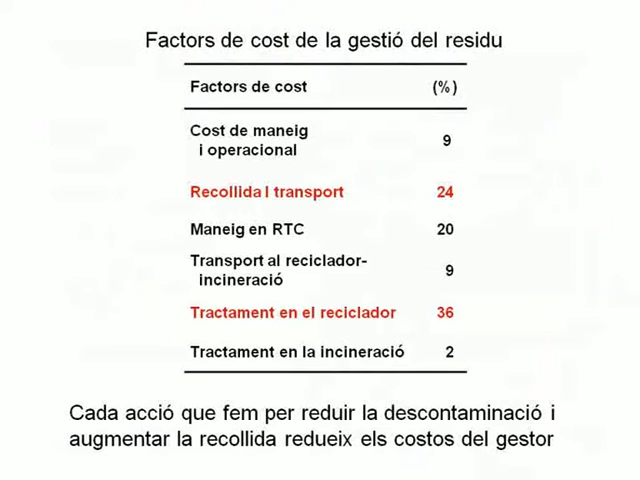 Factors de cost de la gestió del residu
Factors de cost (%)
Cost de maneig
i operacional 9
Recollida I transport 24
Maneig en RTC 20
Transport al reciclador-
incineració 9
Tractament en el reciclador 36
Tractament en la incineració 2
Cada acció que fem per reduir la descontaminació i
augmentar la recollida redueix els costos del gestor